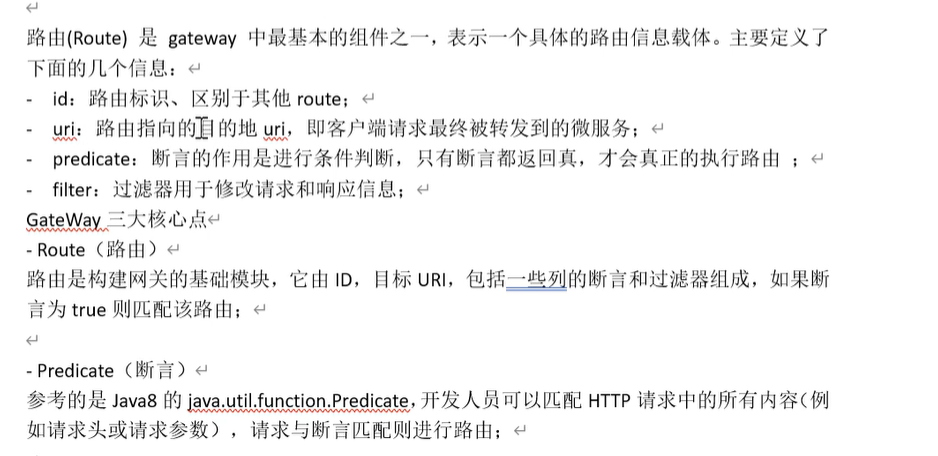 路由(Route) 是 gateway 中最基本的组件之一，表示一个具体的路由信息载体。主要定义了
下面的几个信息：
- id：路由标识、区别于其他 route；
- uri：路由指向的目的地 uri，即客户端请求最终被转发到的微服务；
- predicate：断言的作用是进行条件判断，只有断言都返回真，才会真正的执行路由 ；
- filter：过滤器用于修改请求和响应信息；
GateWay 三大核心点
- Route（路由）
路由是构建网关的基础模块，它由 ID，目标 URI，包括一些列的断言和过滤器组成，如果断
言为 true 则匹配该路由；
- Predicate（断言）
参考的是 Java8 的 java.util.function.Predicate，开发人员可以匹配 HTTP 请求中的所有内容（例
如请求头或请求参数），请求与断言匹配则进行路由；